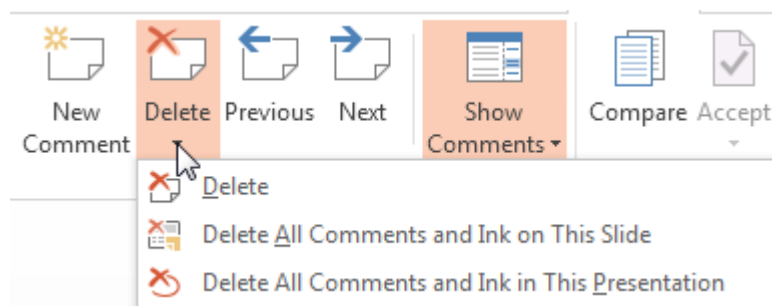 New Comment
Delete
Previous
Next
Show Comments
Compare
Accept
Delete
Delete All Comments and Ink on This Slide
Delete All Comments and Ink in This Presentation